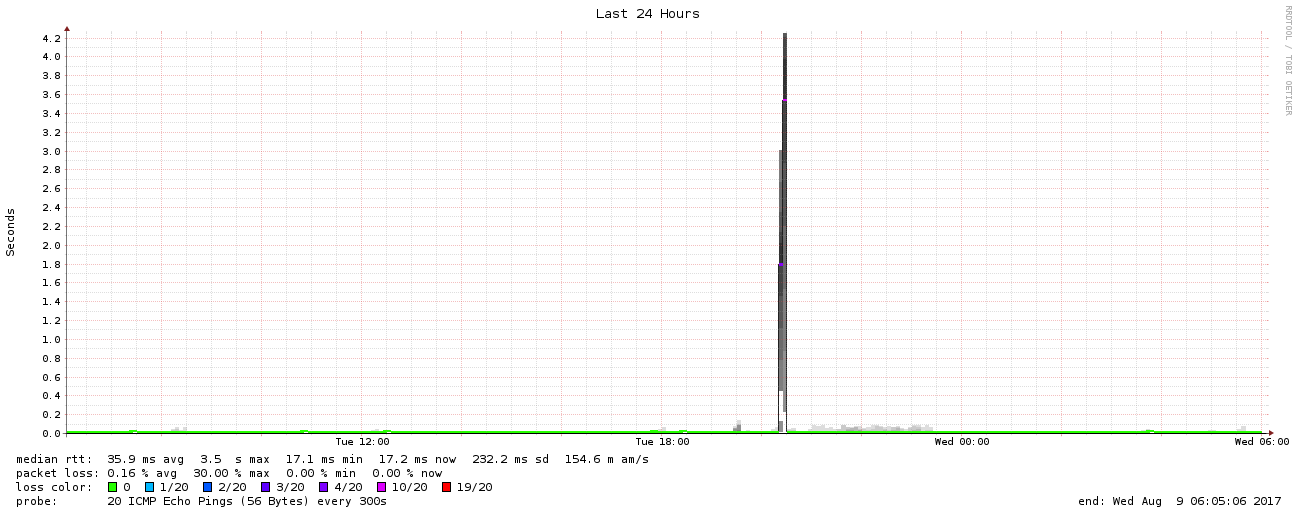 Last 24 Hours
RRDTOOL / TOBI OETIKER
Seconds
4.2
4.0
3.8
3.6
3.4
3.2
3.0
2.8
2.6
2.4
2.2
2.0
1.8
1.6
1.4
1.2
1.0
0.8
0.6
0.4
0.2
0.0
Tue 12:00 Tue 18:00 Wed 00:00 Wed 06:00
median rtt: 35.9 ms avg 3.5 s max 17.1 ms min 17.2 ms now 232.2 ms sd 154.6 m am/s
packet loss: 0.16 % avg 30.00 % max 0.00 % min 0.00 % now
loss color: 0 1/20 2/20 3/20 4/20 10/20 19/20
probe: 20 ICMP Echo Pings (56 Bytes) every 300s end: Wed Aug 9 06:05:06 2017